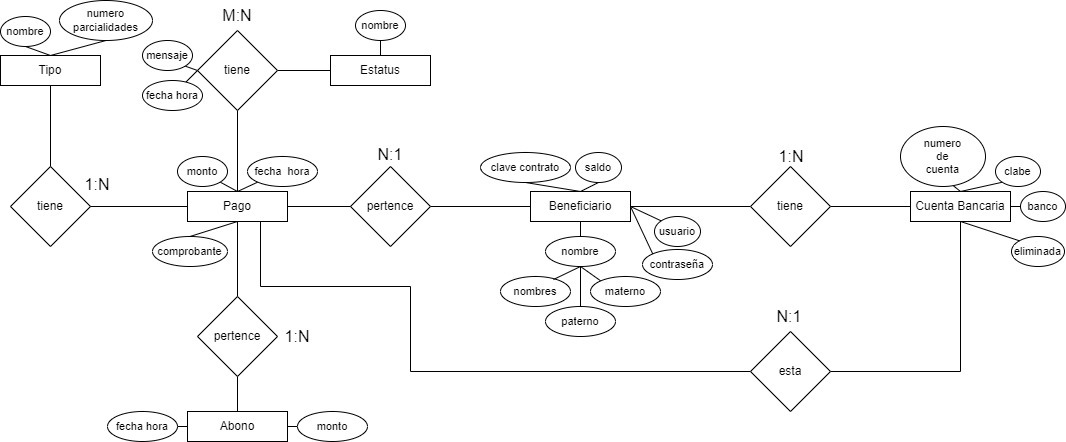 M:N
numero
parcialidades
nombre
nombre
mensaje
Tipo
tiene
Estatus
fecha hora
numero
de
cuenta
N:1
1:N
monto
fecha  hora
clave contrato
saldo
clabe
1:N
tiene
Pago
pertence
Beneficiario
tiene
Cuenta Bancaria
banco
usuario
comprobante
nombre
eliminada
contraseña
nombres
materno
N:1
paterno
pertence
1:N
esta
fecha hora
Abono
monto